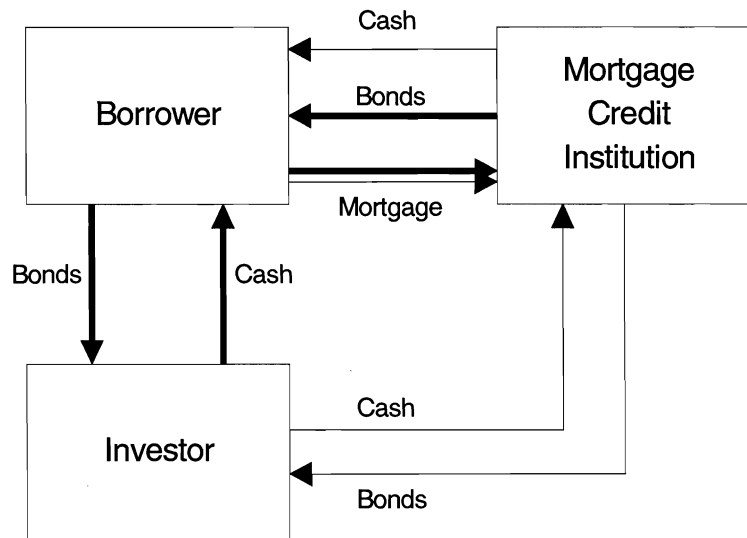 Cash
Mortgage
Credit
Institution
Borrower
Bonds
Mortgage
Bonds
Cash
Investor
Cash
Bonds